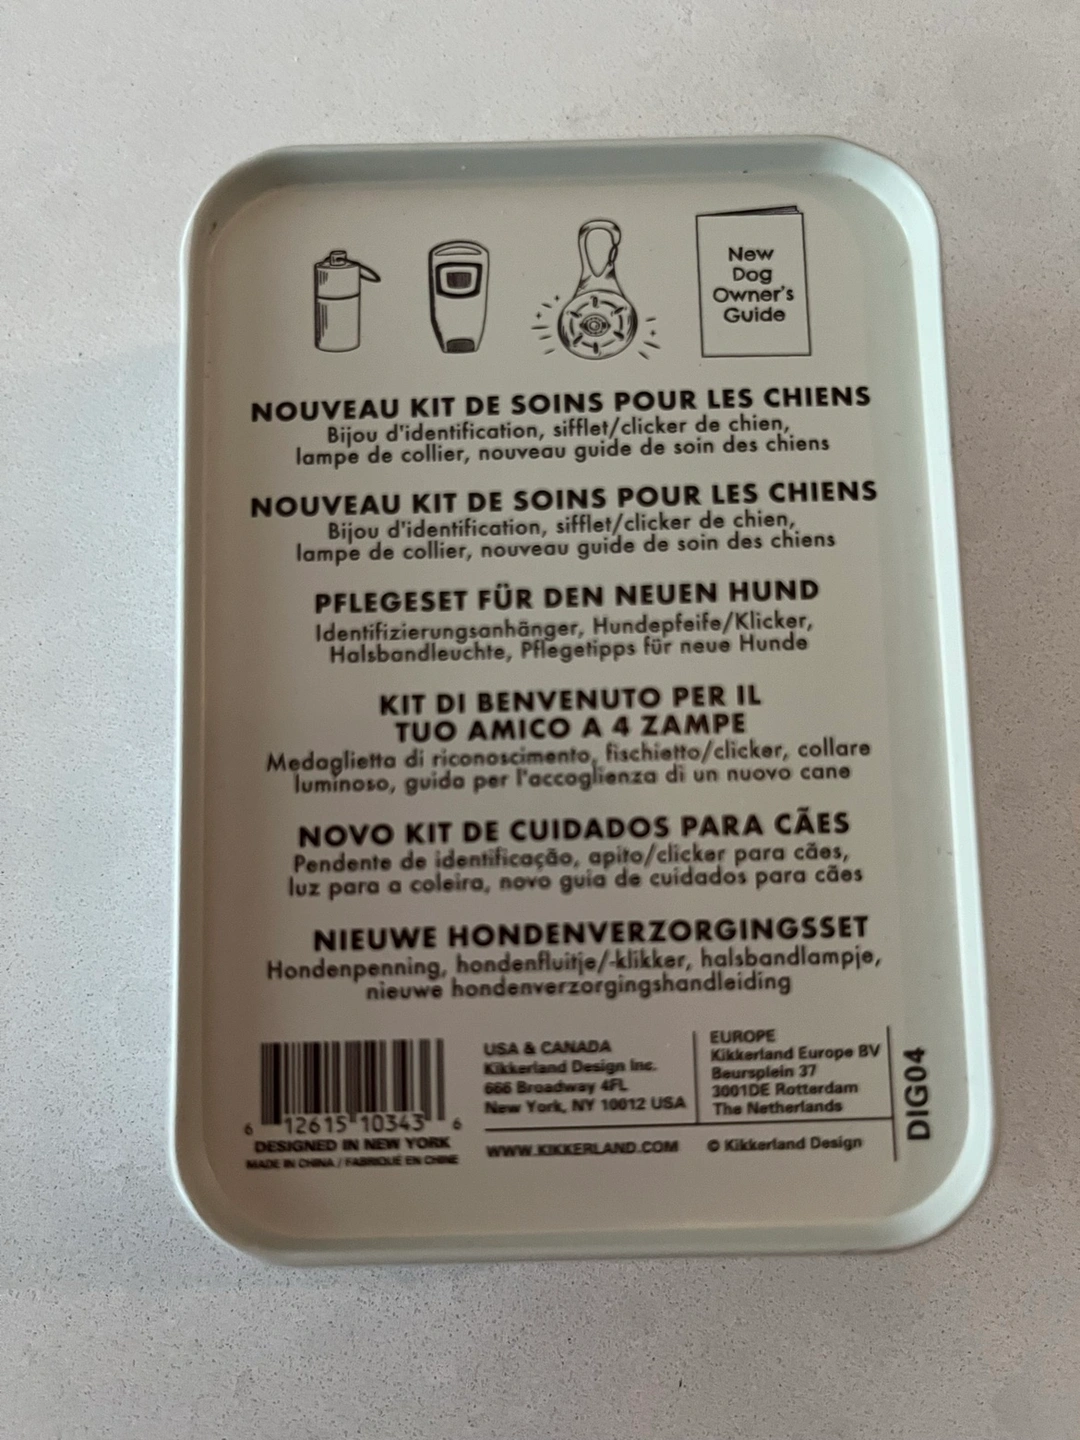 New
Dog
Owner's
Guide
NOUVEAU KIT DE SOINS POUR LES CHIENS
Bijou d'identification, sifflet/clicker de chien,
lampe de collier, nouveau guide de soin des chiens
NOUVEAU KIT DE SOINS POUR LES CHIENS
Bijou d'identification, sifflet/clicker de chien,
lampe de collier, nouveau guide de soin des chiens
PFLEGESET FÜR DEN NEUEN HUND
Identifizierungsanhänger, Hundepfeife/Klicker,
Halsbandleuchte, Pflegetipps für neue Hunde
KIT DI BENVENUTO PER IL
TUO AMICO A 4 ZAMPE
Medaglietta di riconoscimento, fischietto/clicker, collare
luminoso, guida per l'accoglienza di un nuovo cane
NOVO KIT DE CUIDADOS PARA CÃES
Pendente de identificação, apito/clicker para cães,
luz para a coleira, novo guia de cuidados para cães
NIEUWE HONDENVERZORGINGSSET
Hondenpenning, hondenfluitje/-klikker, halsbandlampje,
nieuwe hondenverzorgingshandleiding
6 12615 10343 6
DESIGNED IN NEW YORK
MADE IN CHINA / FABRIQUÉ EN CHINE
USA & CANADA
Kikkerland Design Inc.
666 Broadway 4FL
New York, NY 10012 USA
EUROPE
Kikkerland Europe BV
Beursplein 37
3001DE Rotterdam
The Netherlands
WWW.KIKKERLAND.COM
© Kikkerland Design
DIG04